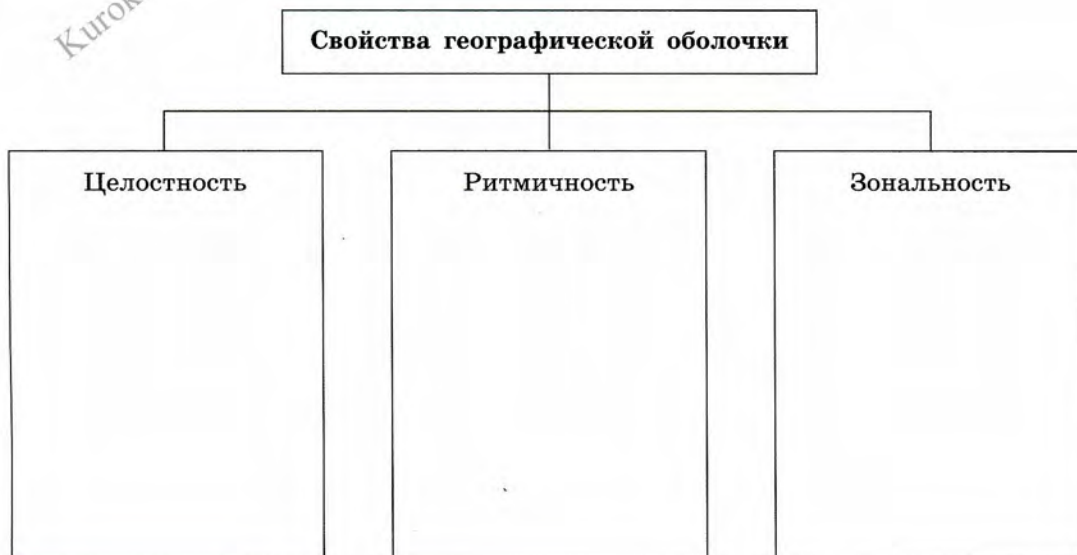 Свойства географической оболочки
Целостность
Ритмичность
Зональность